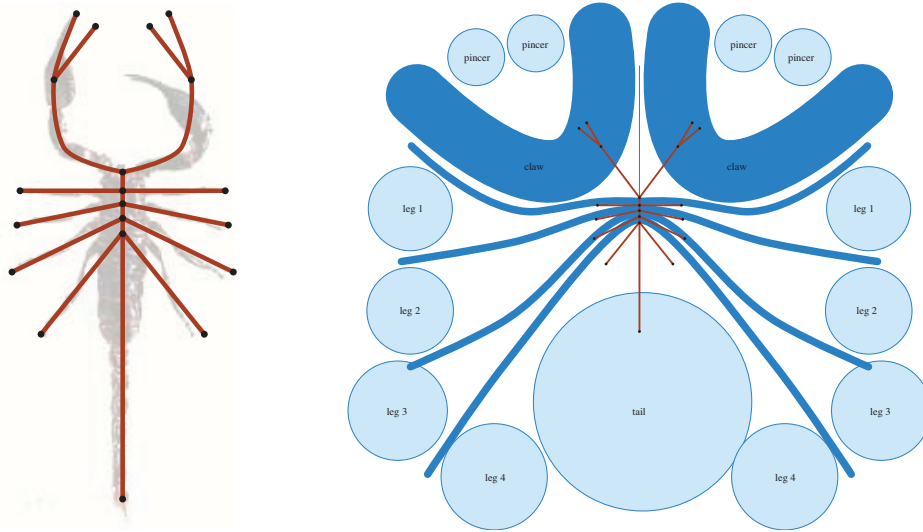 pincer
pincer
pincer
pincer
claw
claw
leg 1
leg 1
leg 2
leg 2
leg 3
tail
leg 3
leg 4
leg 4